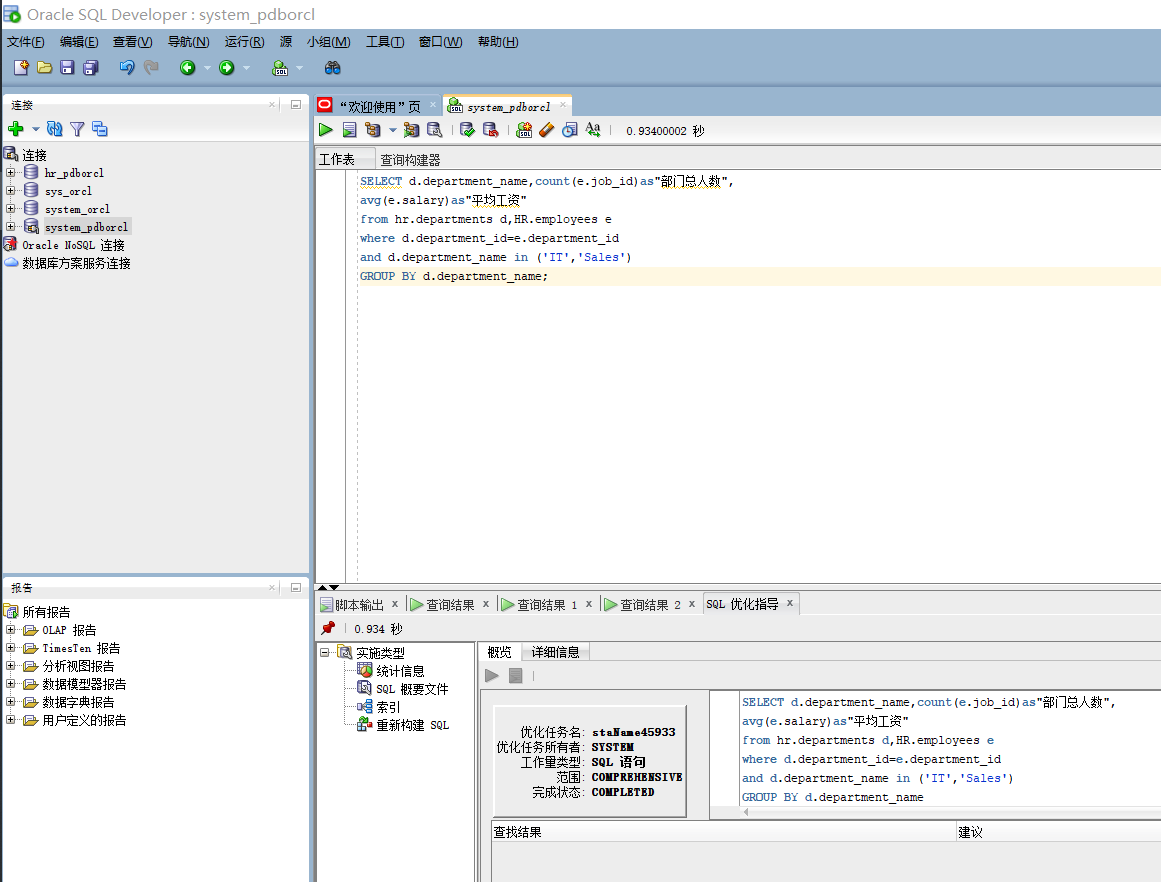 Oracle SQL Developer : system_pdborcl
文件(F) 编辑(E) 查看(V) 导航(N) 运行(R) 源 小组(M) 工具(T) 窗口(W) 帮助(H)
连接
连接
hr_pdborcl
sys_orcl
system_orcl
system_pdborcl
Oracle NoSQL 连接
数据库方案服务连接
报告
所有报告
OLAP 报告
TimesTen 报告
分析视图报告
数据模型器报告
数据字典报告
用户定义的报告
“欢迎使用”页 system_pdborcl
0.93400002 秒
工作表 查询构建器
SELECT d.department_name,count(e.job_id)as"部门总人数",
avg(e.salary)as"平均工资"
from hr.departments d,HR.employees e
where d.department_id=e.department_id
and d.department_name in ('IT','Sales')
GROUP BY d.department_name;
脚本输出 查询结果 查询结果 1 查询结果 2 SQL 优化指导
0.934 秒
实施类型
统计信息
SQL 概要文件
索引
重新构建 SQL
概览 详细信息
优化任务名: staName45933
优化任务所有者: SYSTEM
工作量类型: SQL 语句
范围: COMPREHENSIVE
完成状态: COMPLETED
SELECT d.department_name,count(e.job_id)as"部门总人数",
avg(e.salary)as"平均工资"
from hr.departments d,HR.employees e
where d.department_id=e.department_id
and d.department_name in ('IT','Sales')
GROUP BY d.department_name
查找结果 建议